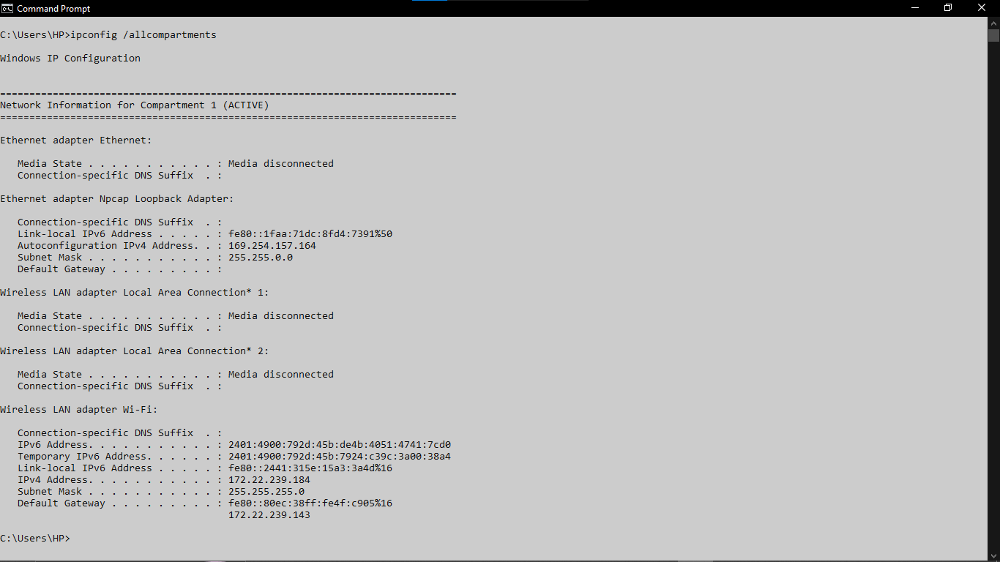 Command Prompt
C:\Users\HP>ipconfig /allcompartments
Windows IP Configuration
==============================================================================
Network Information for Compartment 1 (ACTIVE)
==============================================================================
Ethernet adapter Ethernet:
   Media State . . . . . . . . . . . : Media disconnected
   Connection-specific DNS Suffix  . :
Ethernet adapter Npcap Loopback Adapter:
   Connection-specific DNS Suffix  . :
   Link-local IPv6 Address . . . . . : fe80::1faa:71dc:8fd4:7391%50
   Autoconfiguration IPv4 Address. . : 169.254.157.164
   Subnet Mask . . . . . . . . . . . : 255.255.0.0
   Default Gateway . . . . . . . . . :
Wireless LAN adapter Local Area Connection* 1:
   Media State . . . . . . . . . . . : Media disconnected
   Connection-specific DNS Suffix  . :
Wireless LAN adapter Local Area Connection* 2:
   Media State . . . . . . . . . . . : Media disconnected
   Connection-specific DNS Suffix  . :
Wireless LAN adapter Wi-Fi:
   Connection-specific DNS Suffix  . :
   IPv6 Address. . . . . . . . . . . : 2401:4900:792d:45b:de4b:4051:4741:7cd0
   Temporary IPv6 Address. . . . . . : 2401:4900:792d:45b:7924:c39c:3a00:38a4
   Link-local IPv6 Address . . . . . : fe80::2441:315e:15a3:3a4d%16
   IPv4 Address. . . . . . . . . . . : 172.22.239.184
   Subnet Mask . . . . . . . . . . . : 255.255.255.0
   Default Gateway . . . . . . . . . : fe80::80ec:38ff:fe4f:c905%16
                                       172.22.239.143
C:\Users\HP>